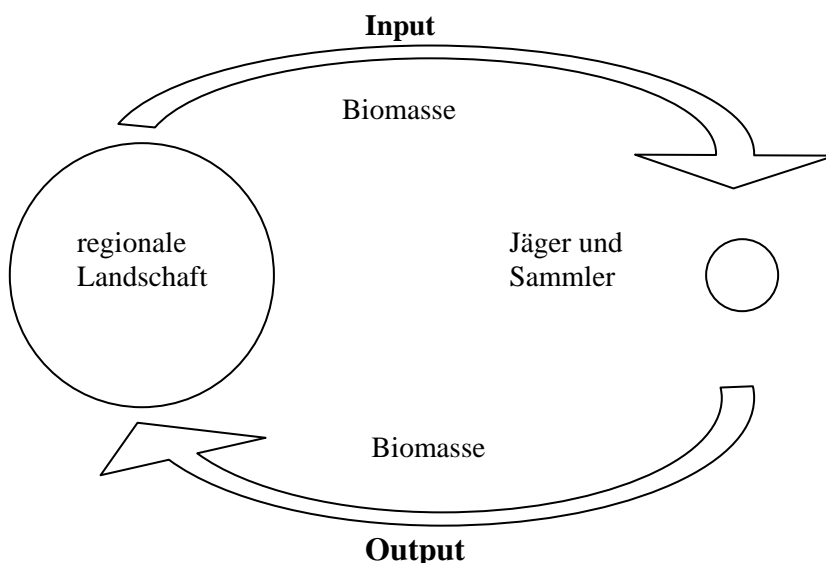 Input
Biomasse
regionale
Landschaft
Jäger und
Sammler
Biomasse
Output